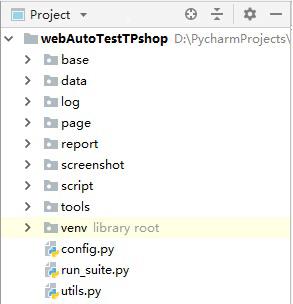 Project
webAutoTestTPshop D:\PycharmProjects\
base
data
log
page
report
screenshot
script
tools
venv library root
config.py
run_suite.py
utils.py